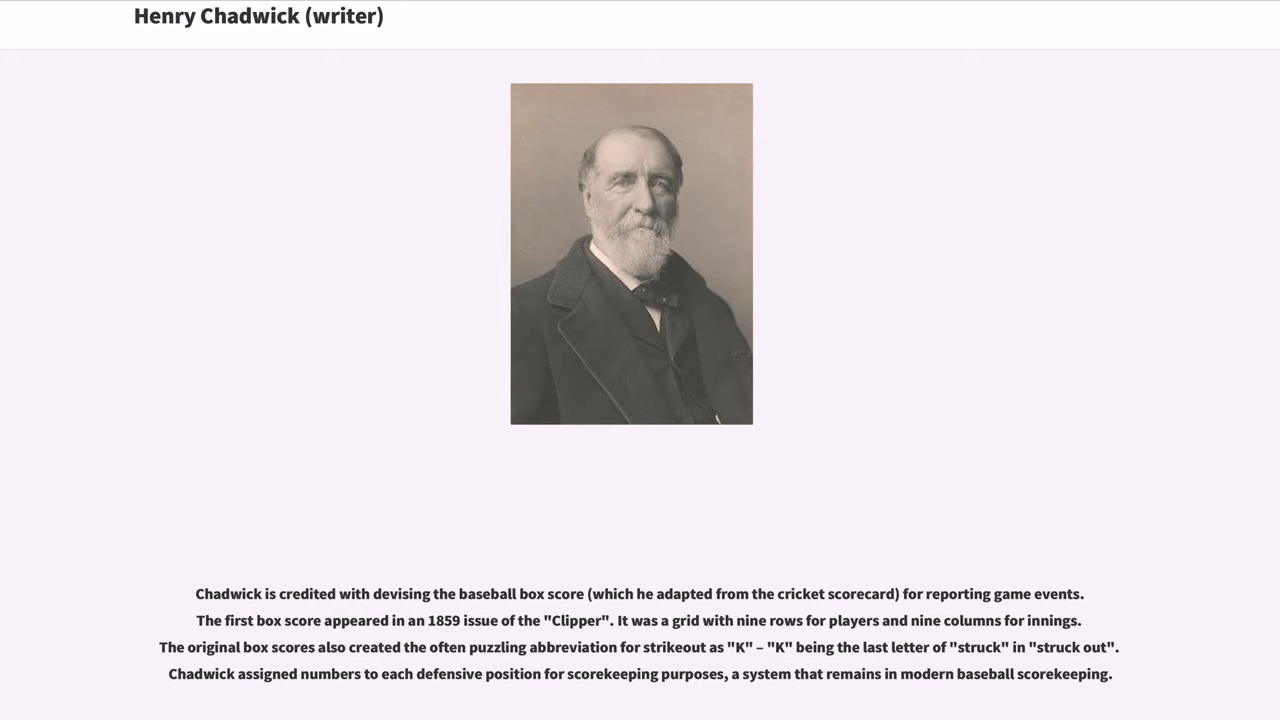 Henry Chadwick (writer)
Chadwick is credited with devising the baseball box score (which he adapted from the cricket scorecard) for reporting game events.
The first box score appeared in an 1859 issue of the "Clipper". It was a grid with nine rows for players and nine columns for innings.
The original box scores also created the often puzzling abbreviation for strikeout as "K" – "K" being the last letter of "struck" in "struck out".
Chadwick assigned numbers to each defensive position for scorekeeping purposes, a system that remains in modern baseball scorekeeping.